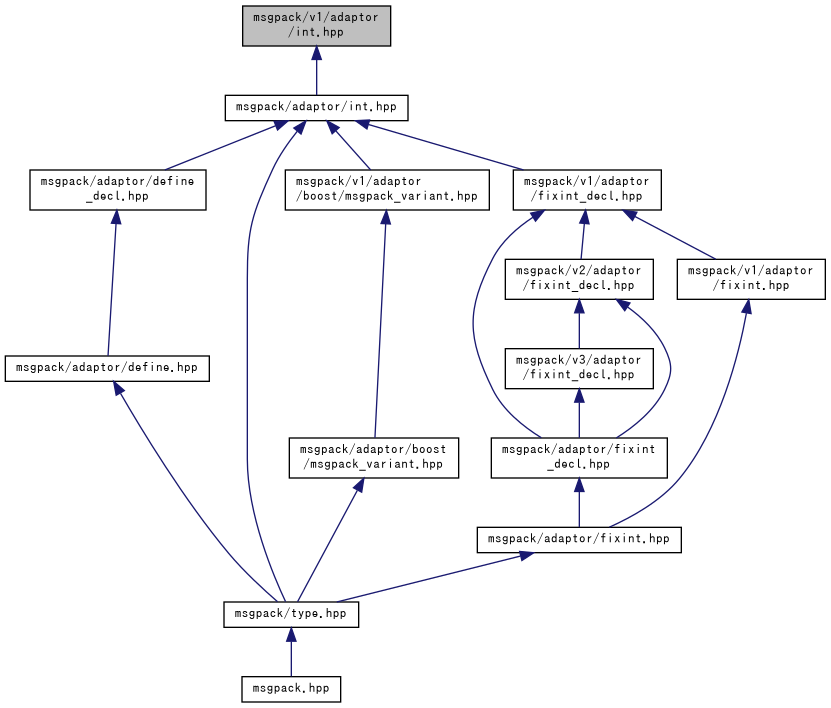 msgpack/v1/adaptor
/int.hpp
msgpack/adaptor/int.hpp
msgpack/adaptor/define
_decl.hpp
msgpack/v1/adaptor
/boost/msgpack_variant.hpp
msgpack/v1/adaptor
/fixint_decl.hpp
msgpack/v2/adaptor
/fixint_decl.hpp
msgpack/v1/adaptor
/fixint.hpp
msgpack/adaptor/define.hpp
msgpack/v3/adaptor
/fixint_decl.hpp
msgpack/adaptor/boost
/msgpack_variant.hpp
msgpack/adaptor/fixint
_decl.hpp
msgpack/adaptor/fixint.hpp
msgpack/type.hpp
msgpack.hpp